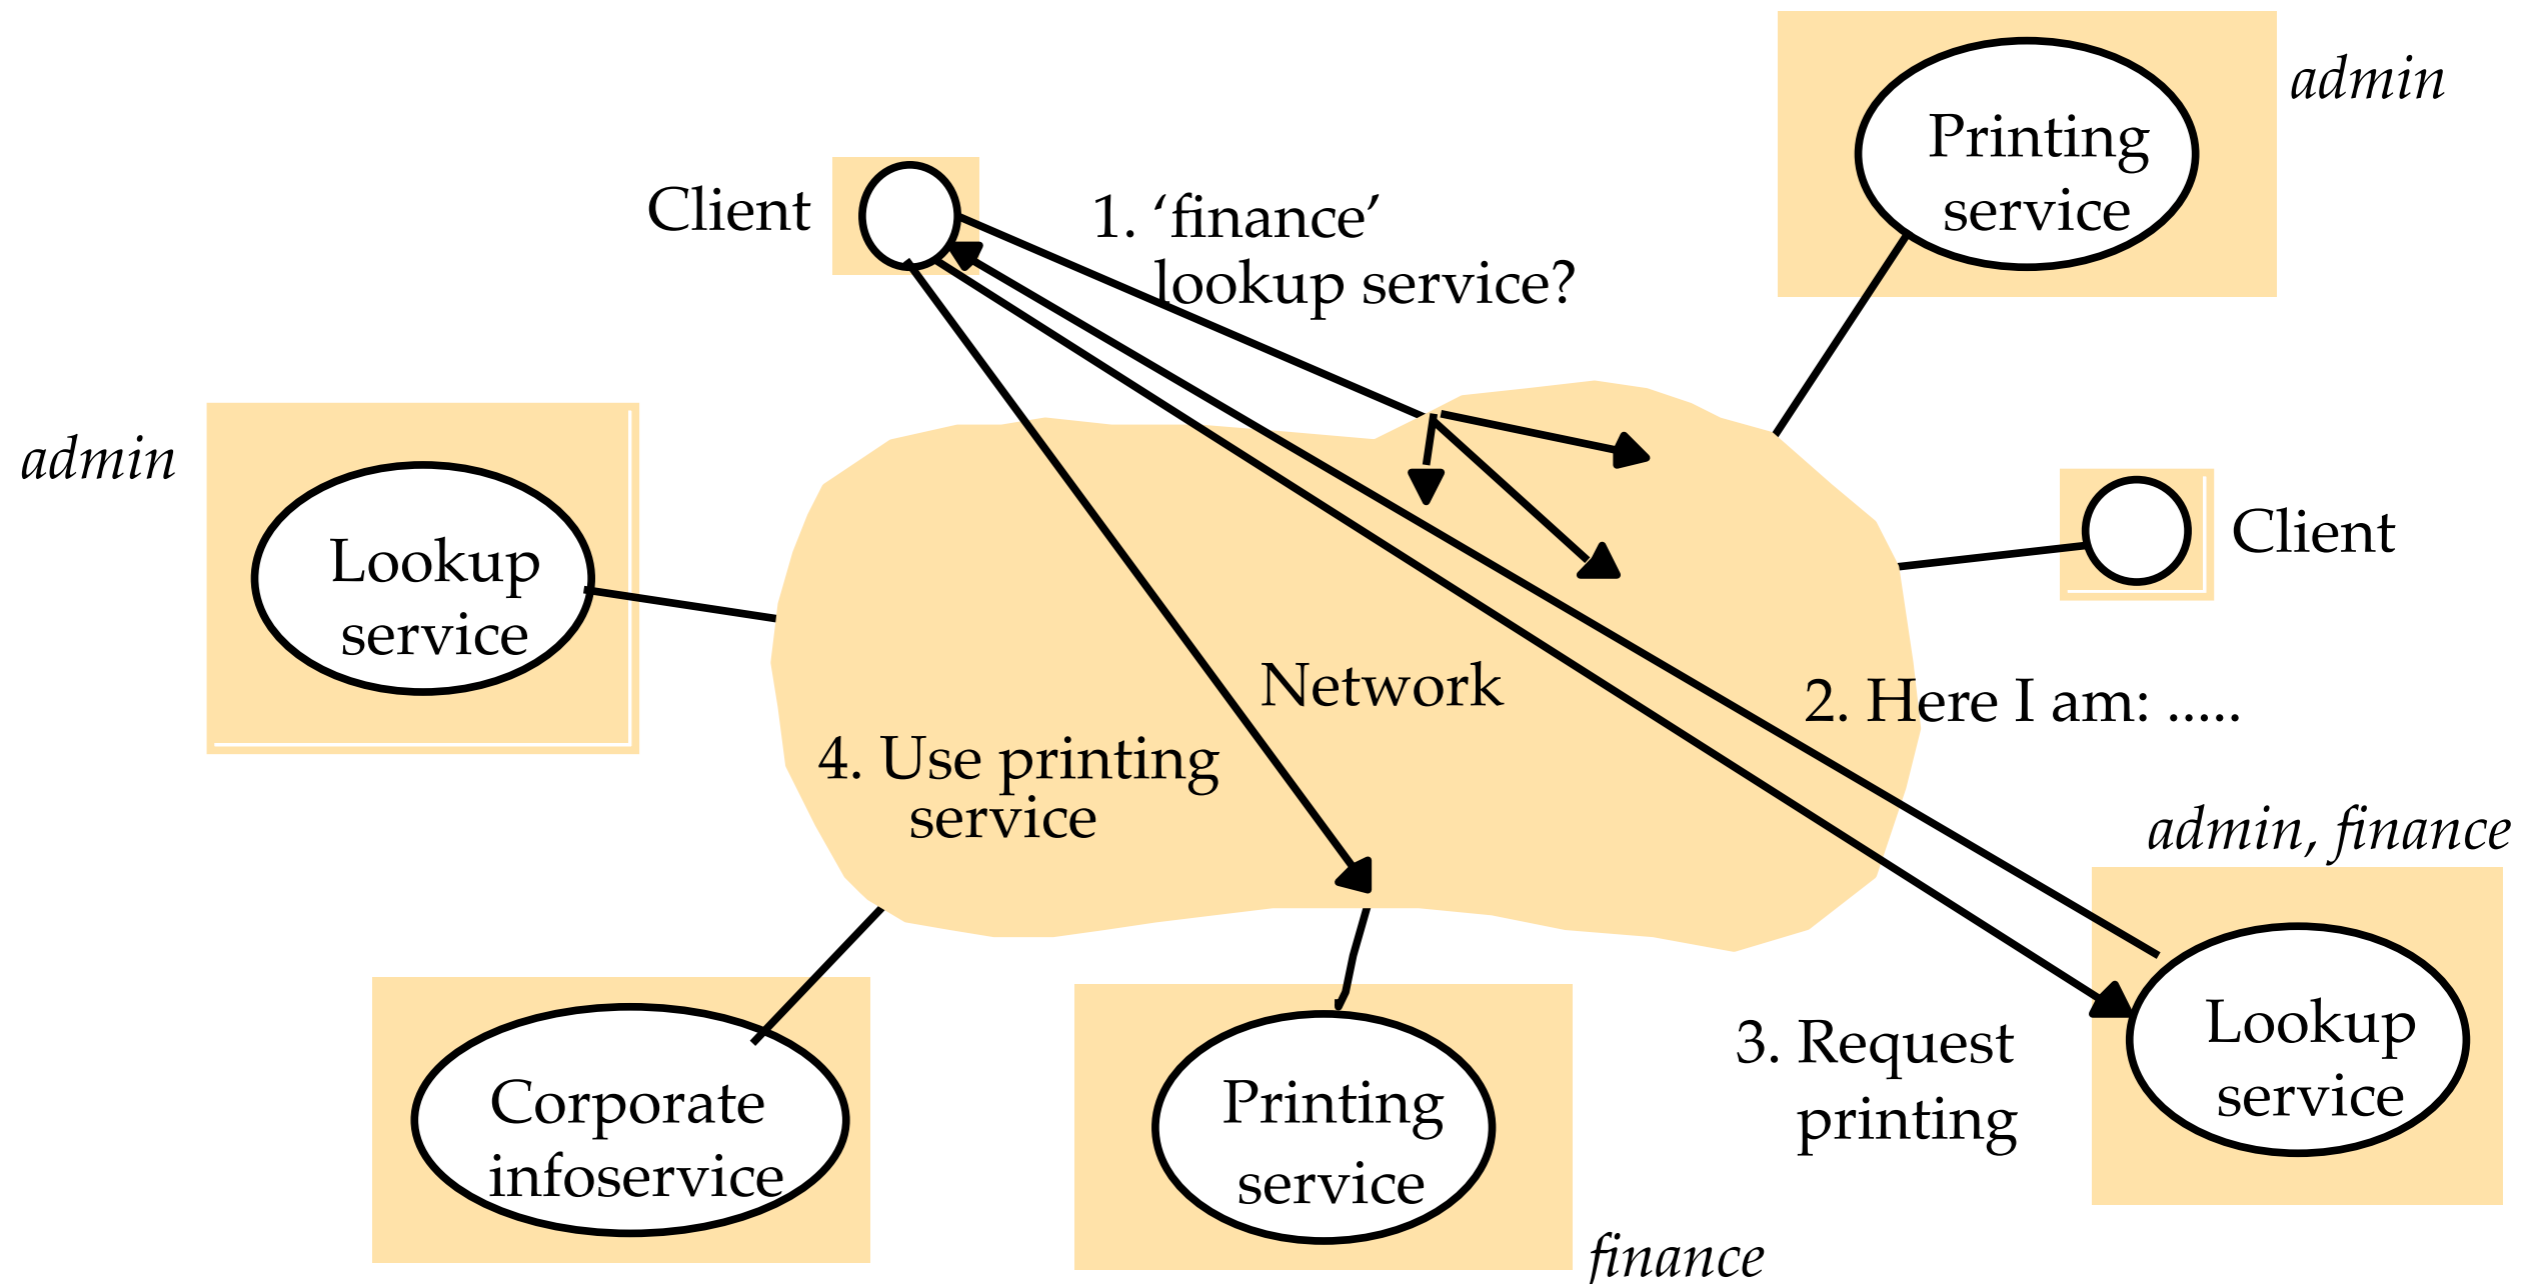 admin
Printing
service
Client
1. ‘finance’
lookup service?
admin
Lookup
service
Client
Network
2. Here I am: .....
4. Use printing
service
admin, finance
Corporate
infoservice
Printing
service
finance
3. Request
printing
Lookup
service